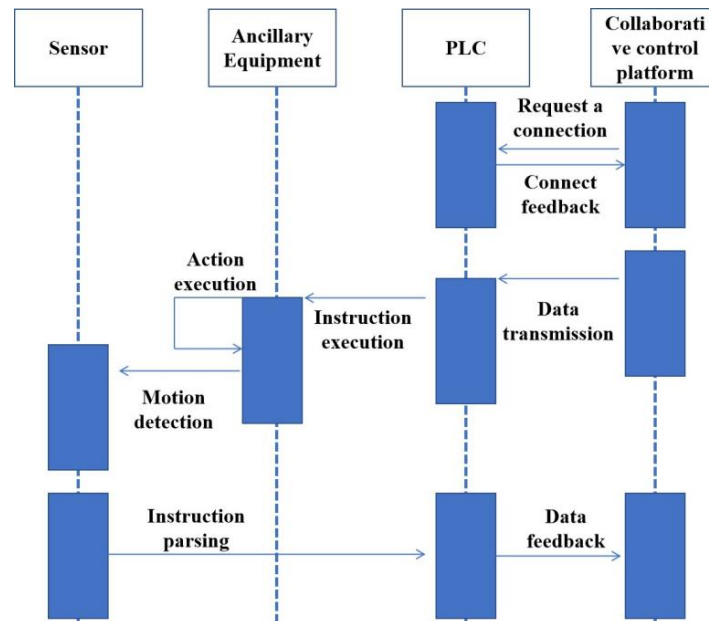 Sensor
Ancillary
Equipment
PLC
Collaborati
ve control
platform
Request a
connection
Connect
feedback
Action
execution
Instruction
execution
Data
transmission
Motion
detection
Instruction
parsing
Data
feedback